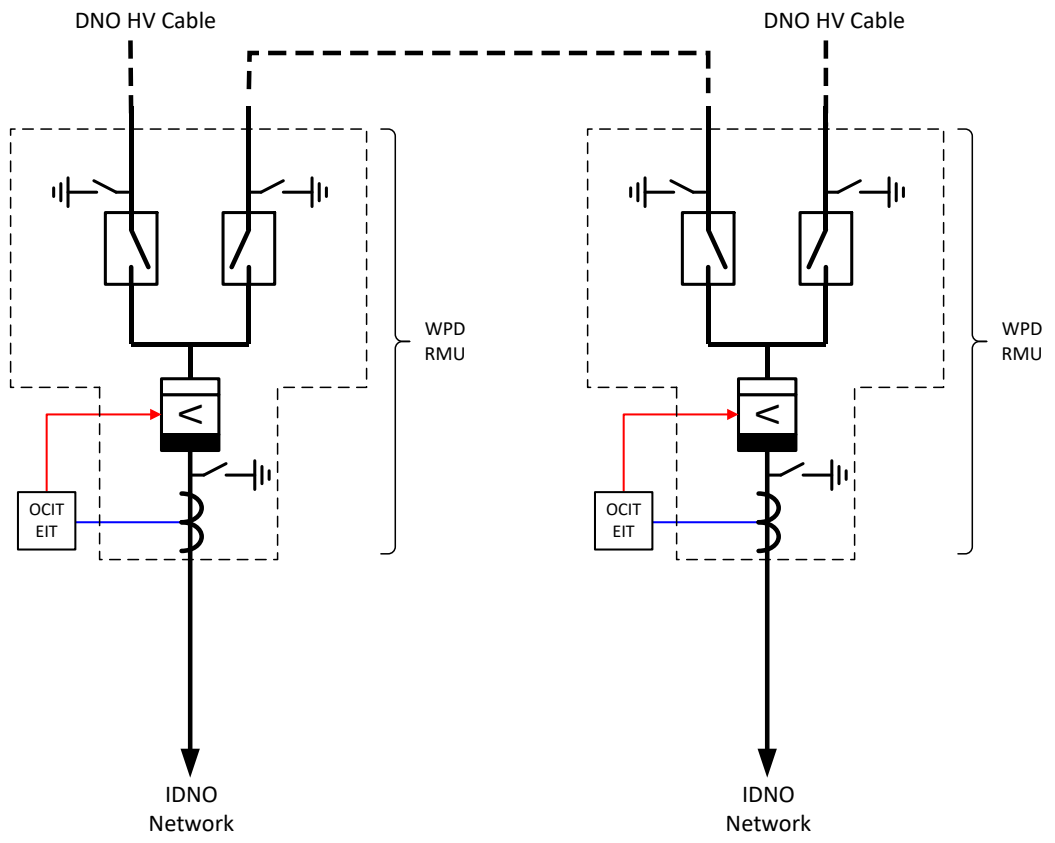 DNO HV Cable
DNO HV Cable
WPD
RMU
WPD
RMU
<
<
OCIT
EIT
OCIT
EIT
IDNO
Network
IDNO
Network